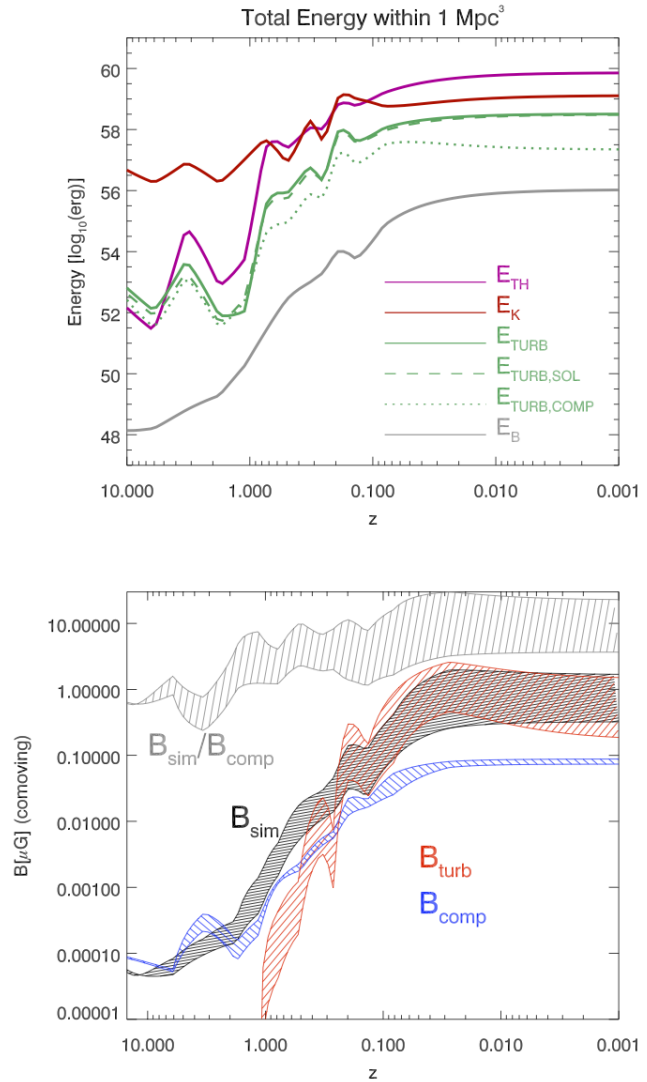 Total Energy within 1 Mpc³
Energy [log₁₀(erg)]
60
58
56
54
52
50
48
E_TH
E_K
E_TURB
E_TURB,SOL
E_TURB,COMP
E_B
10.000 1.000 0.100 0.010 0.001
z
B[μG] (comoving)
10.00000
1.00000
0.10000
0.01000
0.00100
0.00010
0.00001
B_sim/B_comp
B_sim
B_turb
B_comp
10.000 1.000 0.100 0.010 0.001
z